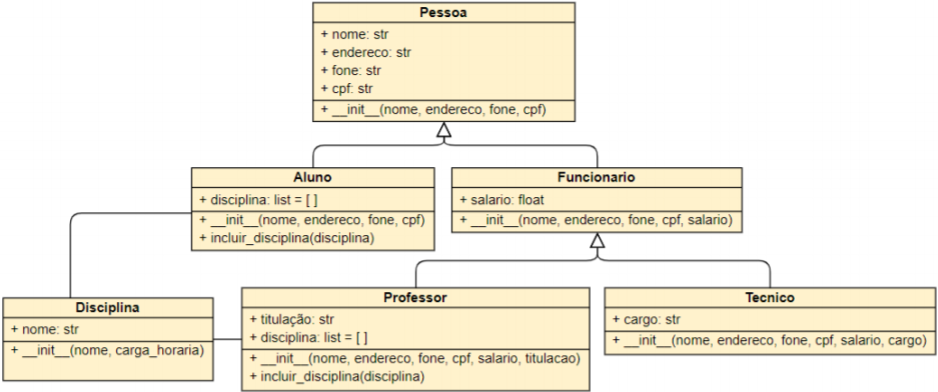 Pessoa
+ nome: str
+ endereco: str
+ fone: str
+ cpf: str
+ __init__(nome, endereco, fone, cpf)
Aluno
+ disciplina: list = [ ]
+ __init__(nome, endereco, fone, cpf)
+ incluir_disciplina(disciplina)
Funcionario
+ salario: float
+ __init__(nome, endereco, fone, cpf, salario)
Disciplina
+ nome: str
+ __init__(nome, carga_horaria)
Professor
+ titulação: str
+ disciplina: list = [ ]
+ __init__(nome, endereco, fone, cpf, salario, titulacao)
+ incluir_disciplina(disciplina)
Tecnico
+ cargo: str
+ __init__(nome, endereco, fone, cpf, salario, cargo)